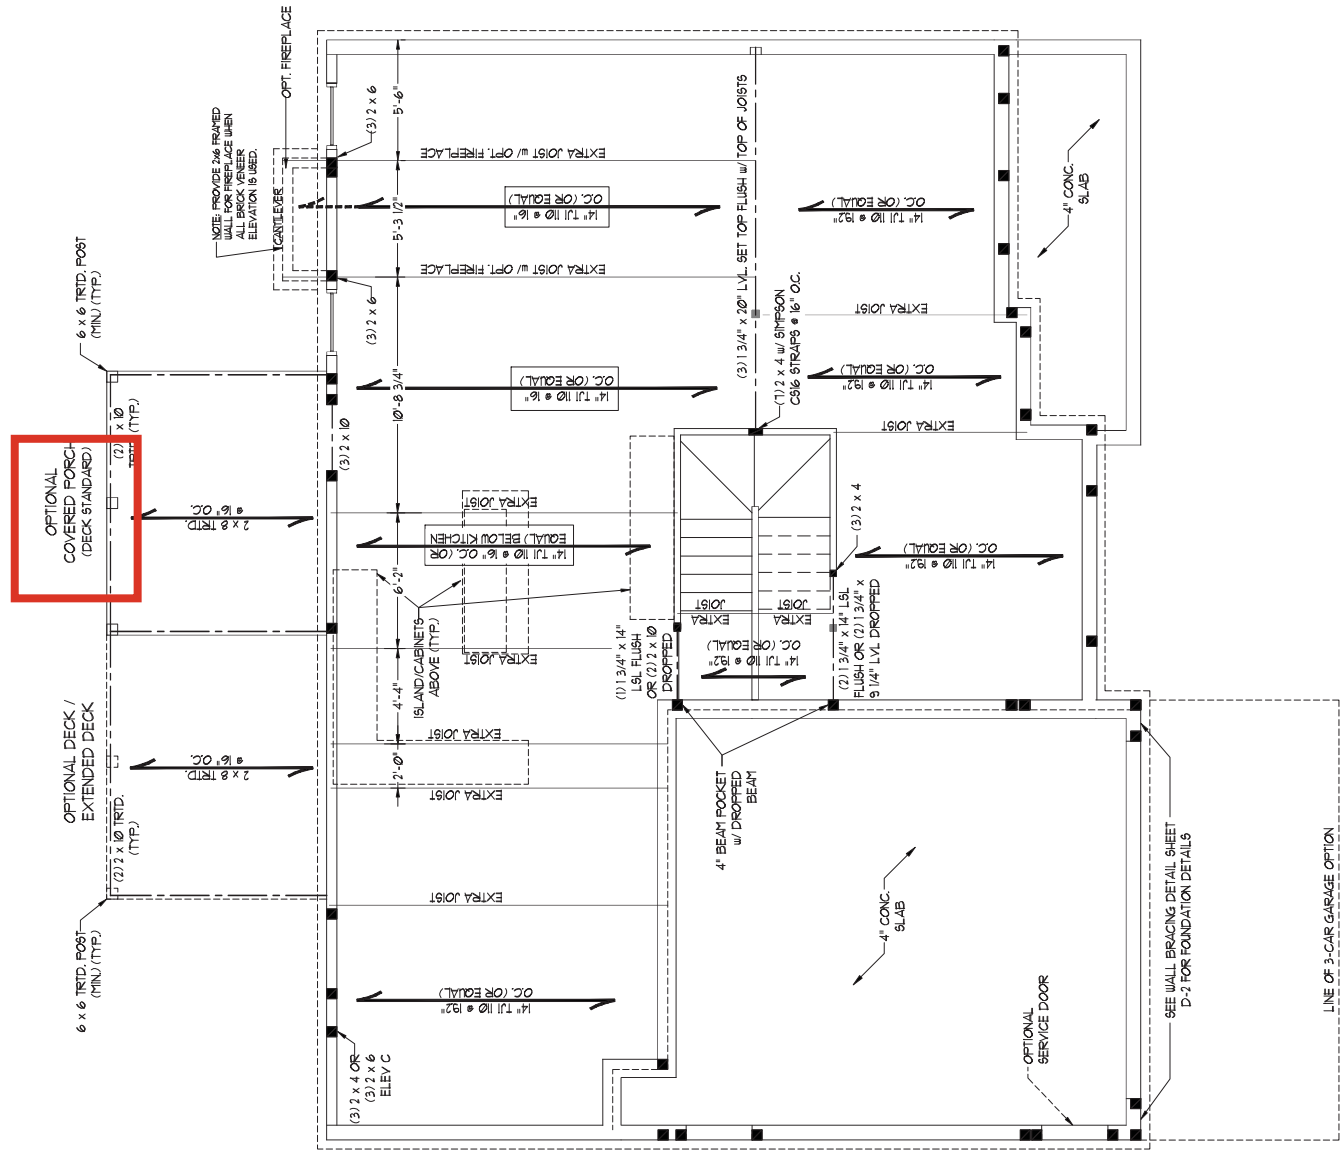 OPT. FIREPLACE
NOTE: PROVIDE 2x6 FRAMED
WALL FOR FIREPLACE WHEN
ALL BRICK VENEER
ELEVATION IS USED.
CANTILEVER
(3) 2 x 6
5'-6"
EXTRA JOIST w/ OPT. FIREPLACE
14" TJI 110 @ 16"
O.C. (OR EQUAL)
5'-3 1/2"
EXTRA JOIST w/ OPT. FIREPLACE
(3) 2 x 6
(3) 1 3/4" x 20" LVL. SET TOP FLUSH w/ TOP OF JOISTS
14" TJI 110 @ 19.2"
O.C. (OR EQUAL)
4" CONC.
SLAB
6 x 6 TRTD. POST
(MIN.) (TYP.)
(2) 2 x 10
TRTD. (TYP.)
OPTIONAL
COVERED PORCH
(DECK STANDARD)
2 x 8 TRTD.
@ 16" O.C.
(3) 2 x 10
10'-8 3/4"
14" TJI 110 @ 16"
O.C. (OR EQUAL)
(7) 2 x 4 w/ SIMPSON
CS16 STRAPS @ 16" O.C.
EXTRA JOIST
14" TJI 110 @ 19.2"
O.C. (OR EQUAL)
EXTRA JOIST
EXTRA JOIST
14" TJI 110 @ 16" O.C. (OR
EQUAL) BELOW KITCHEN
6'-2"
ISLAND/CABINETS
ABOVE (TYP.)
EXTRA JOIST
4'-4"
EXTRA JOIST
2'-0"
EXTRA JOIST
(3) 2 x 4
14" TJI 110 @ 19.2"
O.C. (OR EQUAL)
EXTRA
JOIST
EXTRA
JOIST
14" TJI 110 @ 19.2"
O.C. (OR EQUAL)
(1) 1 3/4" x 14"
LSL FLUSH
OR (2) 2 x 10
DROPPED
(2) 1 3/4" x 14" LSL
FLUSH OR (2) 1 3/4" x
9 1/4" LVL DROPPED
OPTIONAL DECK /
EXTENDED DECK
2 x 8 TRTD.
@ 16" O.C.
(2) 2 x 10 TRTD.
(TYP.)
6 x 6 TRTD. POST
(MIN.) (TYP.)
EXTRA JOIST
4" BEAM POCKET
w/ DROPPED
BEAM
4" CONC.
SLAB
14" TJI 110 @ 19.2"
O.C. (OR EQUAL)
(3) 2 x 4 OR
(3) 2 x 6
ELEV C
OPTIONAL
SERVICE DOOR
SEE WALL BRACING DETAIL SHEET
D-2 FOR FOUNDATION DETAILS
LINE OF 3-CAR GARAGE OPTION